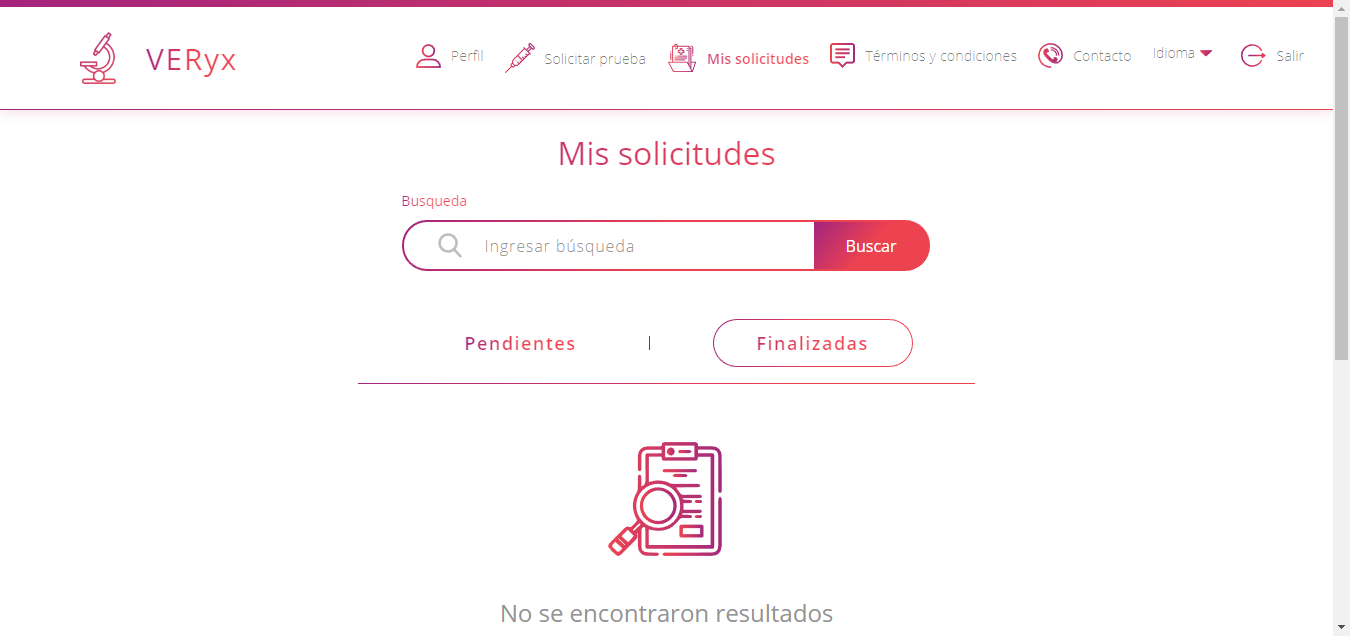 VERyx
Perfil
Solicitar prueba
Mis solicitudes
Términos y condiciones
Contacto
Idioma
Salir
Mis solicitudes
Busqueda
Ingresar búsqueda
Buscar
Pendientes
Finalizadas
No se encontraron resultados